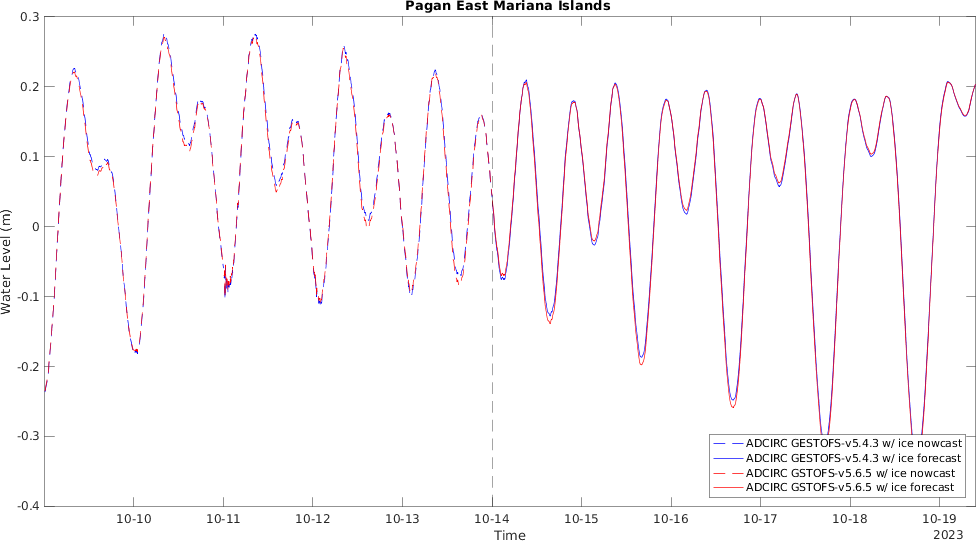 Pagan East Mariana Islands
0.3
0.2
0.1
0
-0.1
-0.2
-0.3
-0.4
Water Level (m)
ADCIRC GESTOFS-v5.4.3 w/ ice nowcast
ADCIRC GESTOFS-v5.4.3 w/ ice forecast
ADCIRC GSTOFS-v5.6.5 w/ ice nowcast
ADCIRC GSTOFS-v5.6.5 w/ ice forecast
10-10 10-11 10-12 10-13 10-14 10-15 10-16 10-17 10-18 10-19
Time
2023